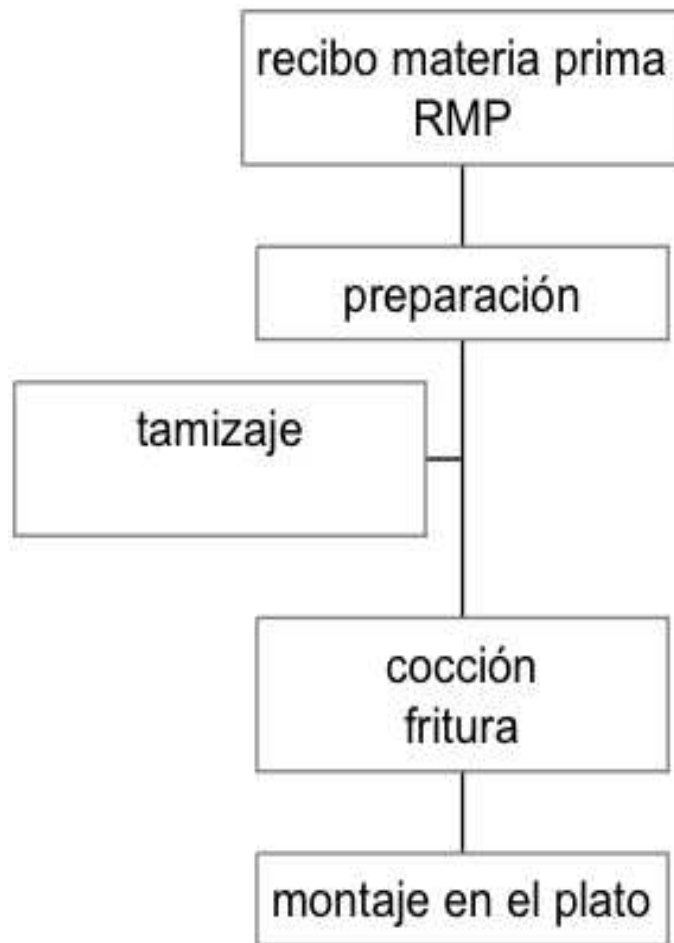 recibo materia prima
RMP
preparación
tamizaje
cocción
fritura
montaje en el plato